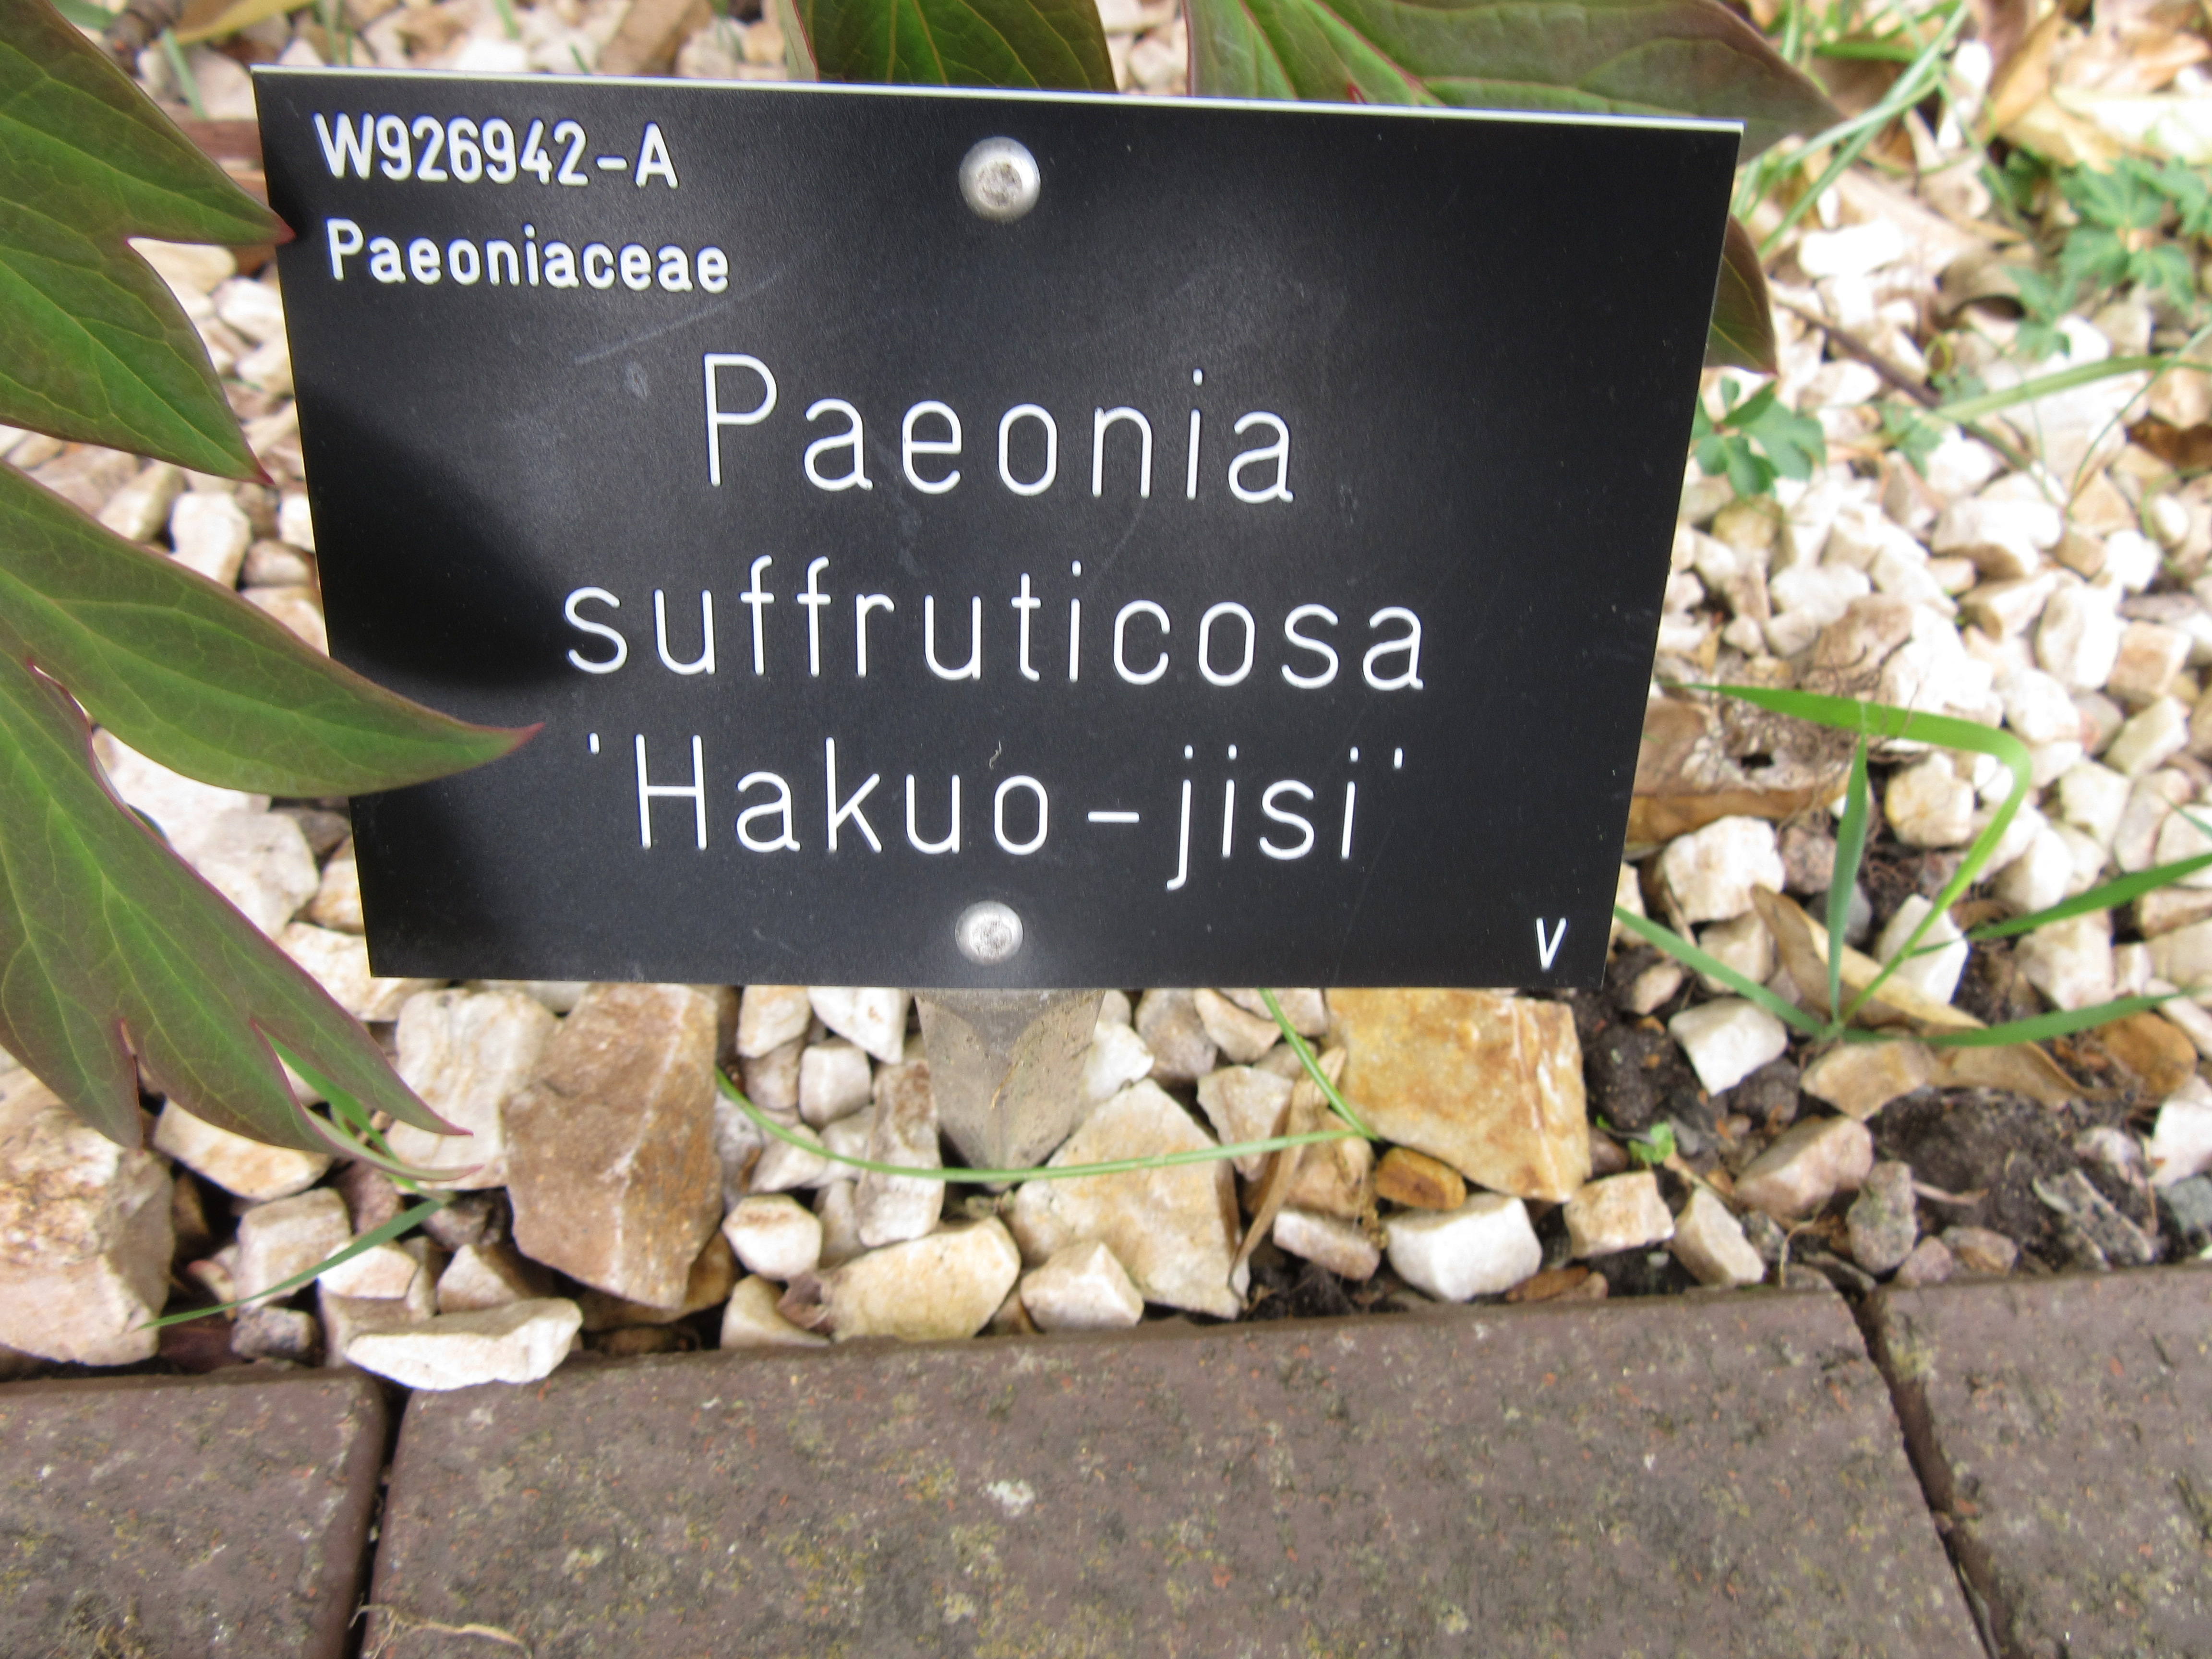 W926942-A
Paeoniaceae
Paeonia
suffruticosa
'Hakuo-jisi'
V